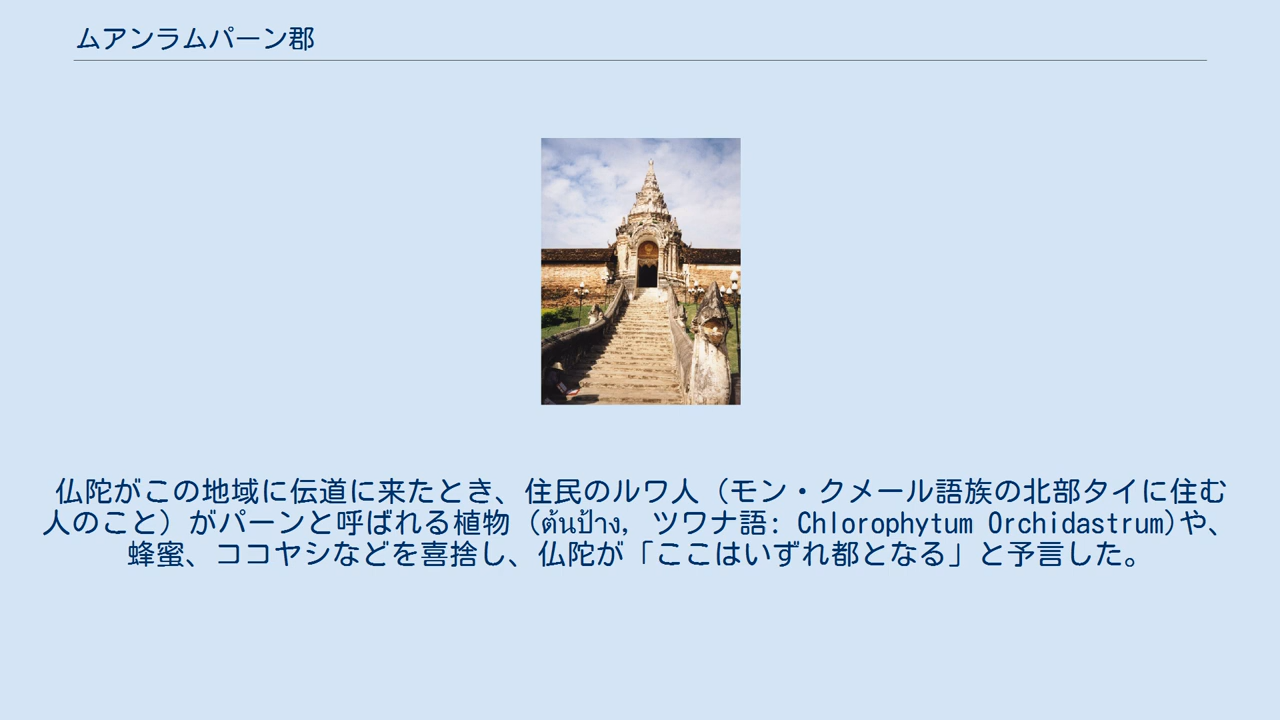 ムアンラムパーン郡
仏陀がこの地域に伝道に来たとき、住民のルワ人（モン・クメール語族の北部タイに住む
人のこと）がパーンと呼ばれる植物（ต้นป้าง, ツワナ語: Chlorophytum Orchidastrum)や、
蜂蜜、ココヤシなどを喜捨し、仏陀が「ここはいずれ都となる」と予言した。